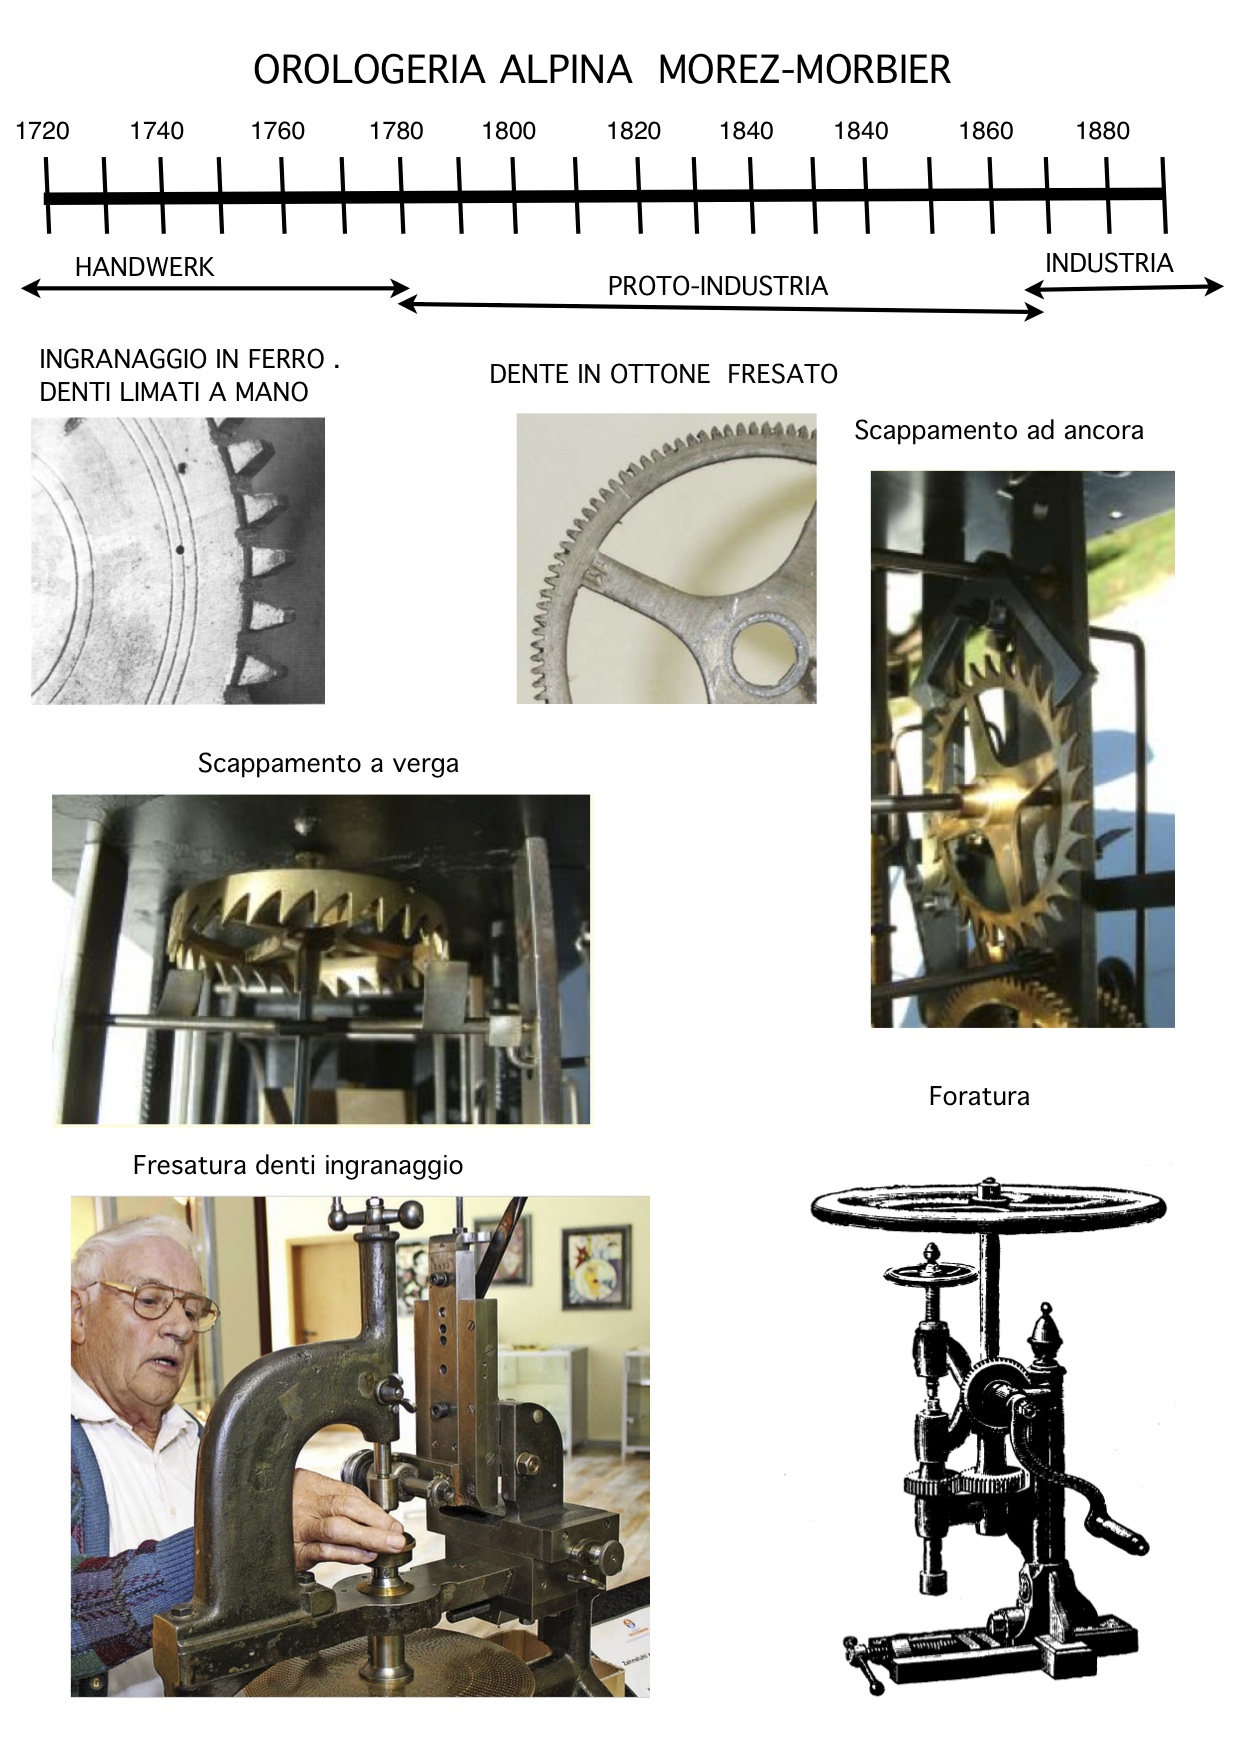 OROLOGERIA ALPINA MOREZ-MORBIER
1720 1740 1760 1780 1800 1820 1840 1840 1860 1880
HANDWERK
PROTO-INDUSTRIA
INDUSTRIA
INGRANAGGIO IN FERRO .
DENTI LIMATI A MANO
DENTE IN OTTONE FRESATO
Scappamento ad ancora
Scappamento a verga
Foratura
Fresatura denti ingranaggio